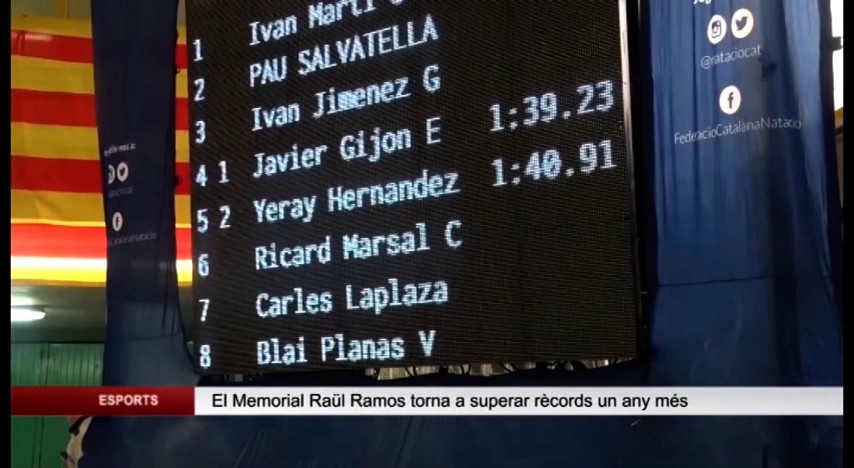 1 Ivan Martí
2 PAU SALVATELLA
3 Ivan Jimenez G
4 1 Javier Gijon E 1:39.23
5 2 Yeray Hernandez 1:40.91
6 Ricard Marsal C
7 Carles Laplaza
8 Blai Planas V
@nataciocat
FederacioCatalanaNatacio
ESPORTS
El Memorial Raül Ramos torna a superar rècords un any més